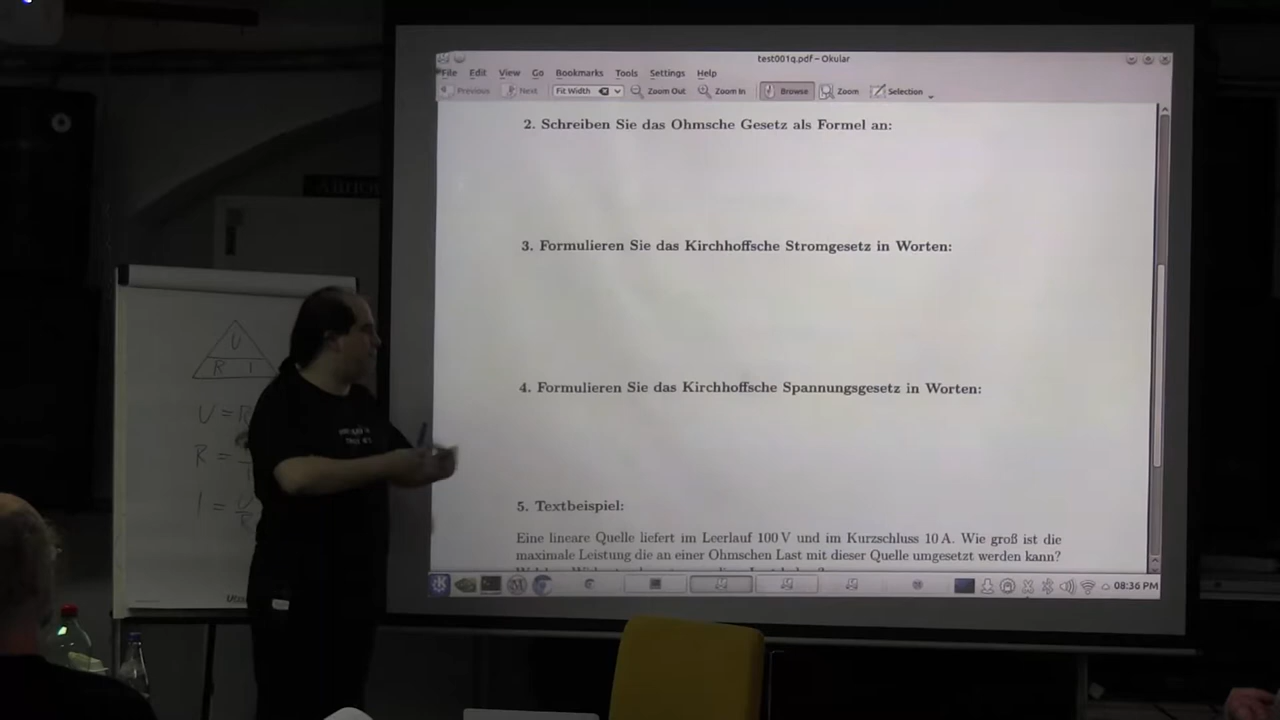 test001q.pdf – Okular
File Edit View Go Bookmarks Tools Settings Help
Previous Next Fit Width Zoom Out Zoom In Browse Zoom Selection
2. Schreiben Sie das Ohmsche Gesetz als Formel an:
3. Formulieren Sie das Kirchhoffsche Stromgesetz in Worten:
4. Formulieren Sie das Kirchhoffsche Spannungsgesetz in Worten:
5. Textbeispiel:
Eine lineare Quelle liefert im Leerlauf 100 V und im Kurzschluss 10 A. Wie groß ist die
maximale Leistung die an einer Ohmschen Last mit dieser Quelle umgesetzt werden kann?
08:36 PM
U
R I
U = R
R =
I = U
R